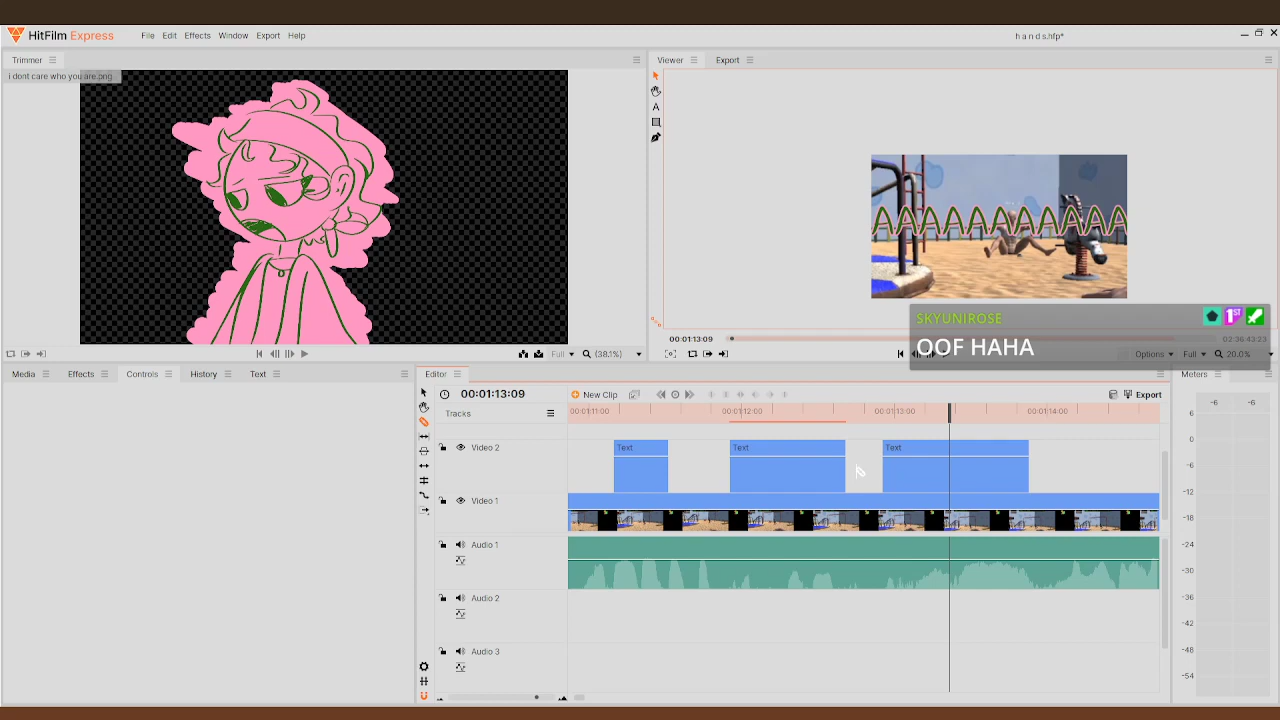 HitFilm Express
File Edit Effects Window Export Help
h a n d s.hfp*
Trimmer
Viewer
Export
i dont care who you are.png
A
AAAAAAAAAA
SKYUNIROSE
1ST
OOF HAHA
Full
(38.1%)
00:01:13:09
02:36:43:23
Options
Full
20.0%
Media
Effects
Controls
History
Text
Editor
Meters
00:01:13:09
New Clip
Export
Tracks
00:01:11:00
00:01:12:00
00:01:13:00
00:01:14:00
Video 2
Text
Text
Text
Video 1
Audio 1
Audio 2
Audio 3
-6
-6
6
0
-6
-12
-18
-24
-30
-36
-42
-48
-54